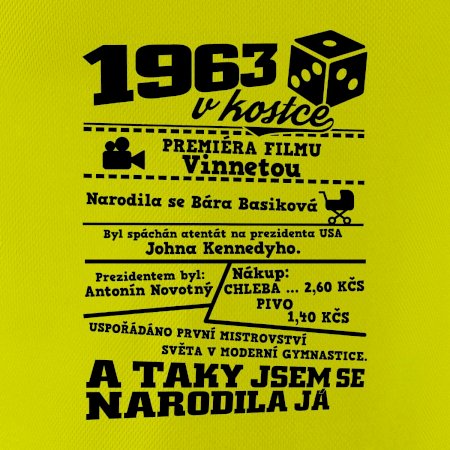 1963
v kostce
PREMIÉRA FILMU
Vinnetou
Narodila se Bára Basiková
Byl spáchán atentát na prezidenta USA
Johna Kennedyho.
Prezidentem byl:
Antonín Novotný
Nákup:
CHLEBA ... 2,60 KČS
PIVO
1,40 KČS
USPOŘÁDÁNO PRVNÍ MISTROVSTVÍ
SVĚTA V MODERNÍ GYMNASTICE.
A TAKY JSEM SE
NARODILA JÁ